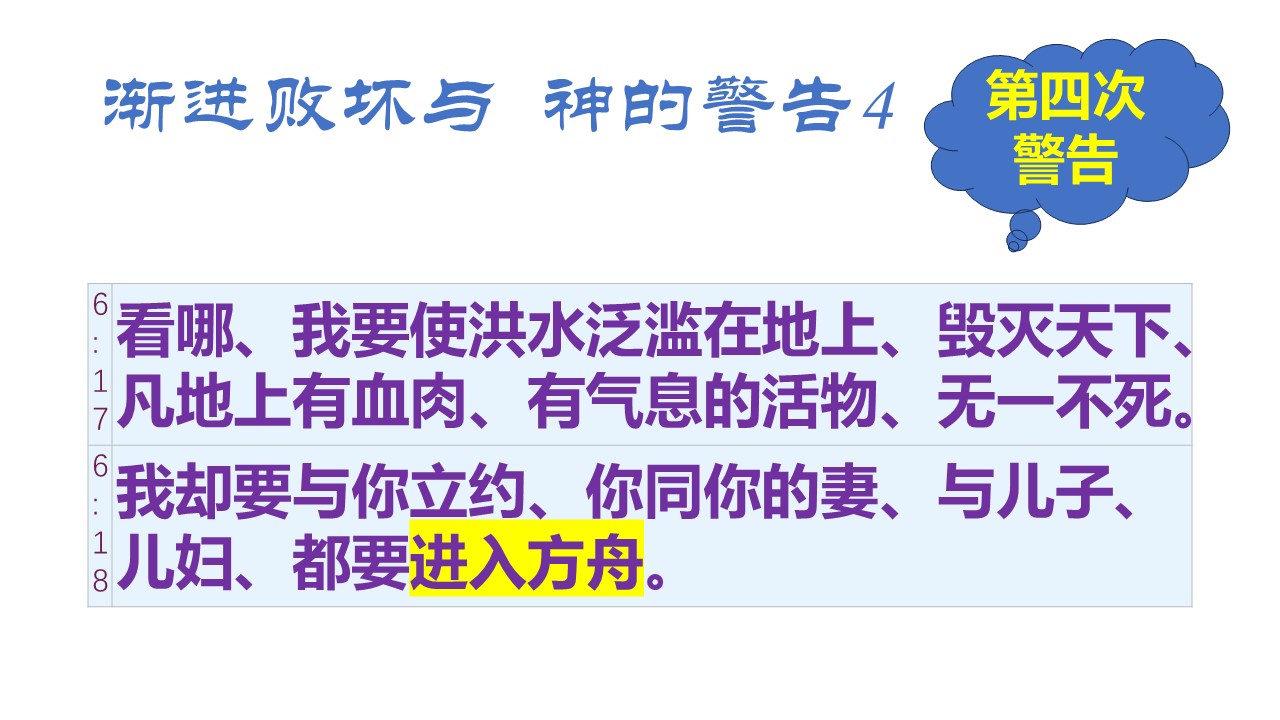 渐进败坏与 神的警告4
第四次
警告
6:17
看哪、我要使洪水泛滥在地上、毁灭天下、
凡地上有血肉、有气息的活物、无一不死。
6:18
我却要与你立约、你同你的妻、与儿子、
儿妇、都要进入方舟。